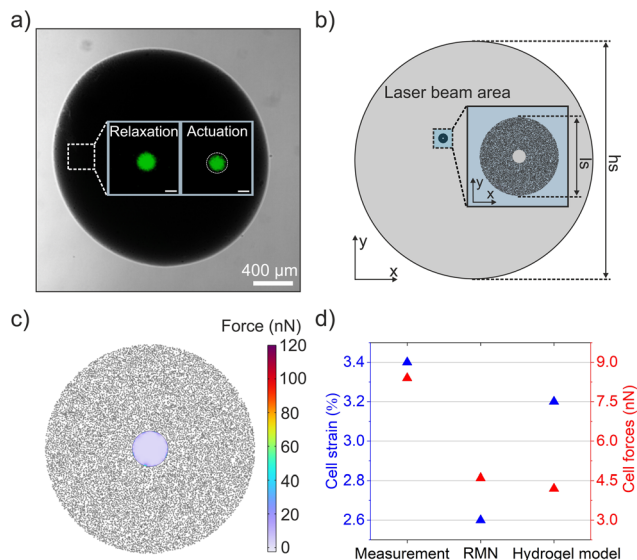 a)
Relaxation
Actuation
400 µm
b)
Laser beam area
hs
ls
y
x
y
x
c)
Force (nN)
120
100
80
60
40
20
0
d)
Cell strain (%)
3.4
3.2
3.0
2.8
2.6
9.0
7.5
6.0
4.5
3.0
Cell forces (nN)
Measurement
RMN
Hydrogel model